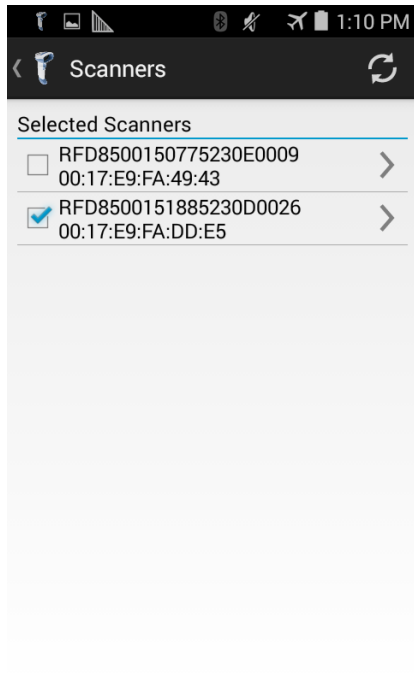 1:10 PM
Scanners
Selected Scanners
RFD8500150775230E0009
00:17:E9:FA:49:43
RFD8500151885230D0026
00:17:E9:FA:DD:E5